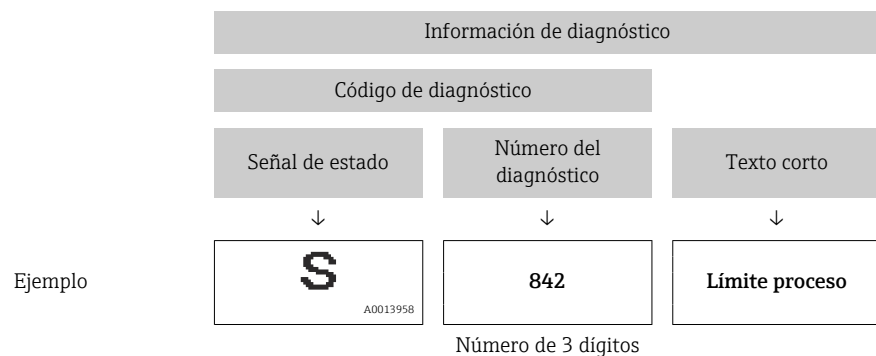 Información de diagnóstico
Código de diagnóstico
Señal de estado
Número del
diagnóstico
Texto corto
↓ ↓ ↓
Ejemplo
S
A0013958
842
Límite proceso
Número de 3 dígitos